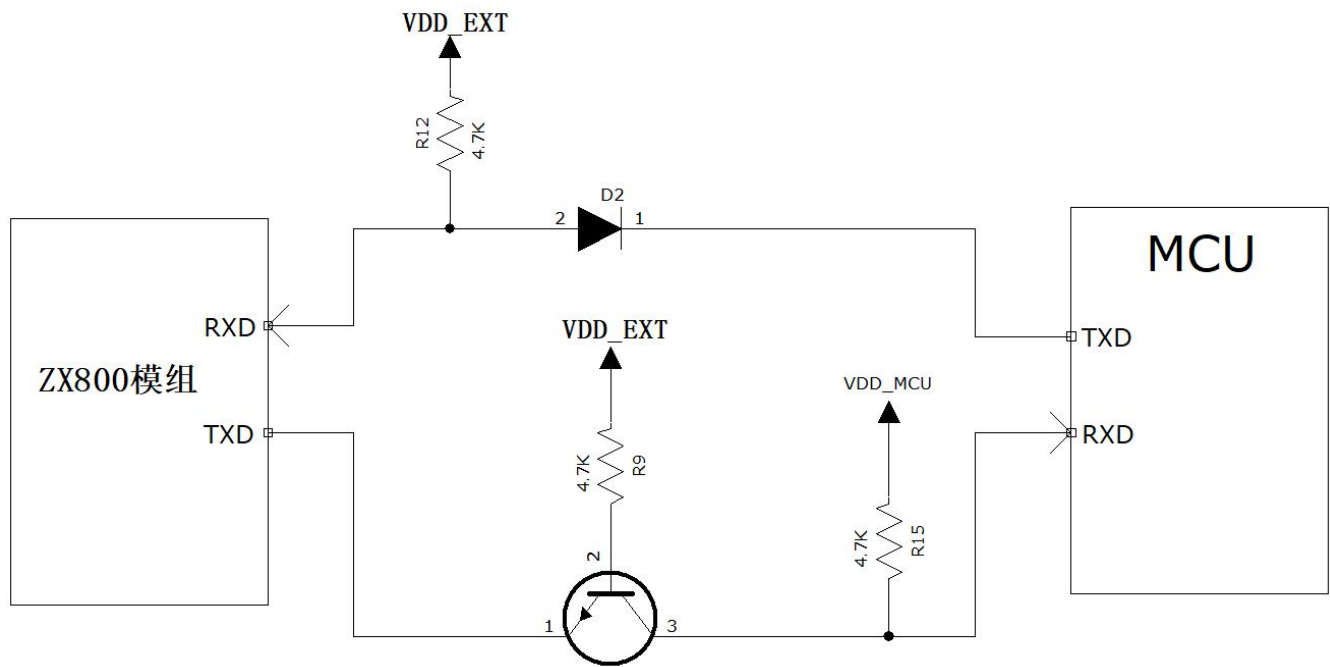 VDD_EXT
R12
4.7K
D2
2
1
MCU
RXD
TXD
ZX800模组
VDD_EXT
VDD_MCU
TXD
RXD
4.7K
R9
4.7K
R15
2
1
3